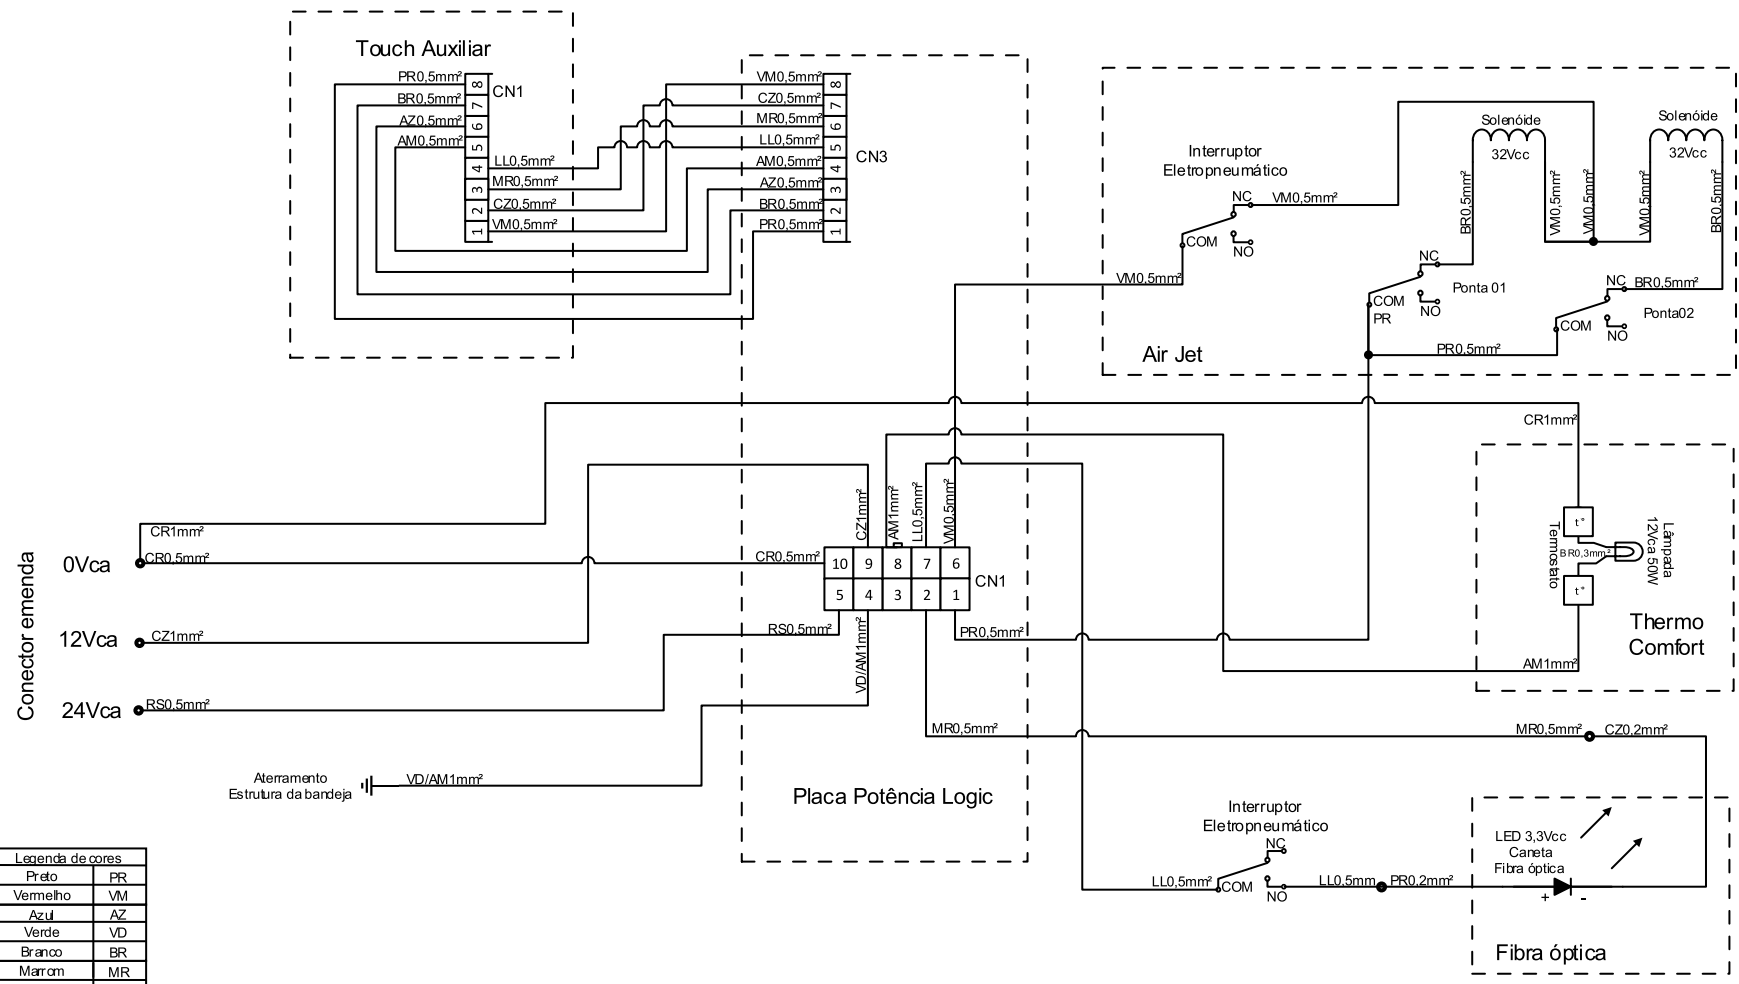 Touch Auxiliar
PR0,5mm²
BR0,5mm²
AZ0,5mm²
AM0,5mm²
8
7
6
5
4
3
2
1
CN1
LL0,5mm²
MR0,5mm²
CZ0,5mm²
VM0,5mm²
VM0,5mm²
CZ0,5mm²
MR0,5mm²
LL0,5mm²
AM0,5mm²
AZ0,5mm²
BR0,5mm²
PR0,5mm²
8
7
6
5
4
3
2
1
CN3
Interruptor
Eletropneumático
NC
VM0,5mm²
COM
NO
VM0,5mm²
Solenóide
32Vcc
Solenóide
32Vcc
BR0,5mm²
VM0,5mm²
VM0,5mm²
VM0,5mm²
BR0,5mm²
NC
Ponta 01
COM
PR
NO
NC
BR0,5mm²
Ponta02
COM
NO
PR0,5mm²
Air Jet
CR1mm²
Conector emenda
0Vca
CR1mm²
CR0,5mm²
12Vca
CZ1mm²
24Vca
RS0,5mm²
Aterramento
Estrutura da bandeja
VD/AM1mm²
CZ1mm²
AM1mm²
LL0,5mm²
VM0,5mm²
CR0,5mm²
10
9
8
7
6
5
4
3
2
1
CN1
RS0,5mm²
VD/AM1mm²
PR0,5mm²
MR0,5mm²
Placa Potência Logic
t°
t°
Termostato
BR0,3mm²
Lâmpada
12Vca 50W
Thermo
Comfort
AM1mm²
MR0,5mm²
CZ0,2mm²
Interruptor
Eletropneumático
NC
LL0,5mm²
COM
NO
LL0,5mm
PR0,2mm²
LED 3,3Vcc
Caneta
Fibra óptica
+
-
Fibra óptica
Legenda de cores
Preto PR
Vermelho VM
Azul AZ
Verde VD
Branco BR
Marrom MR